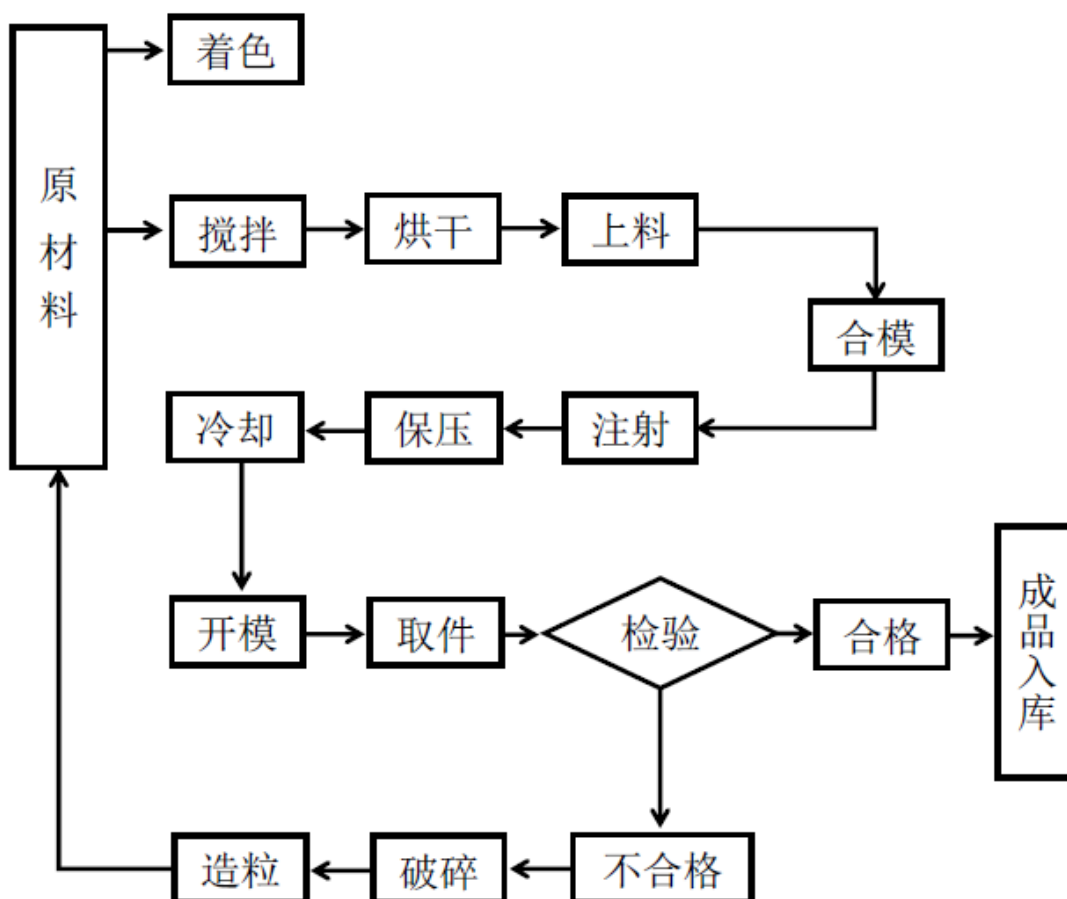 着色
原材料
搅拌
烘干
上料
合模
冷却
保压
注射
开模
取件
检验
合格
成品入库
造粒
破碎
不合格